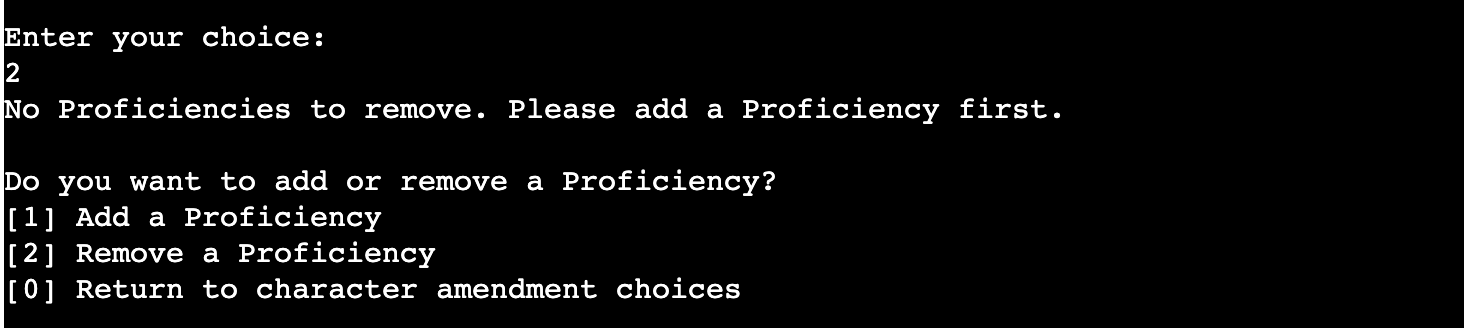 Enter your choice:
2
No Proficiencies to remove. Please add a Proficiency first.
Do you want to add or remove a Proficiency?
[1] Add a Proficiency
[2] Remove a Proficiency
[0] Return to character amendment choices